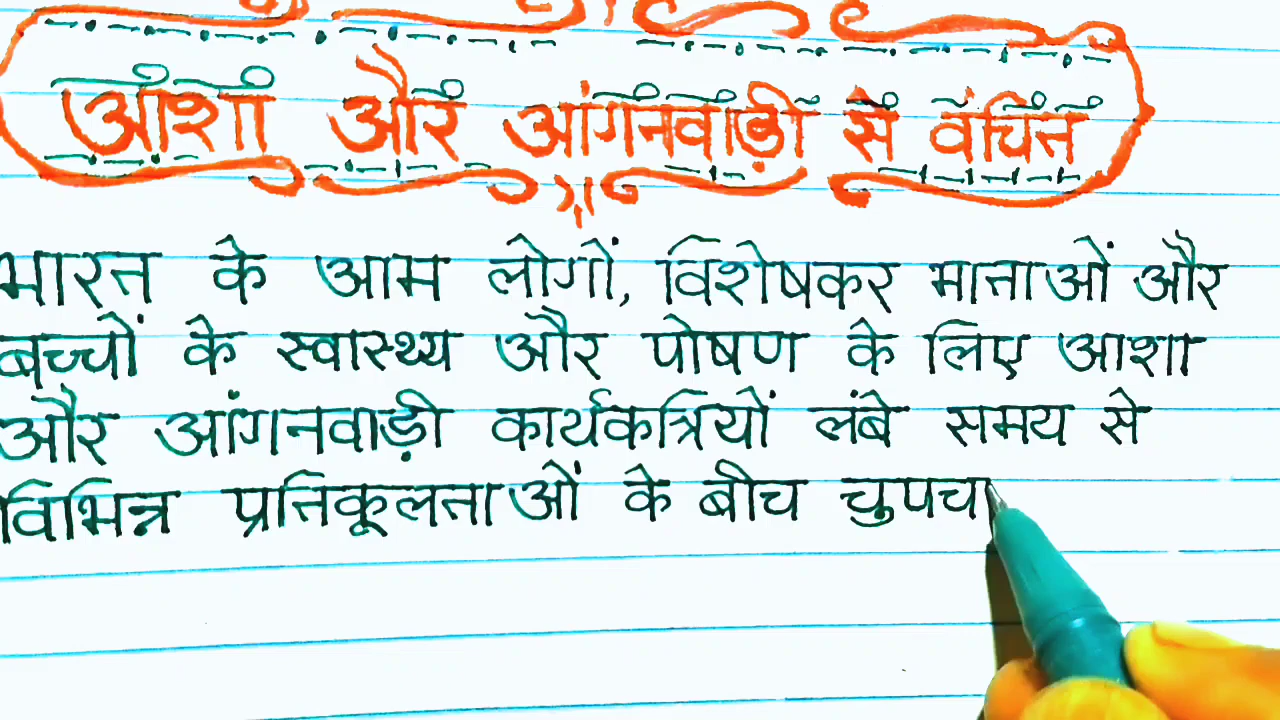 आशा और आंगनवाड़ी से वंचित
भारत के आम लोगों, विशेषकर माताओं और
बच्चों के स्वास्थ्य और पोषण के लिए आशा
और आंगनवाड़ी कार्यकत्रियों लंबे समय से
विभिन्न प्रतिकूलताओं के बीच चुपचा